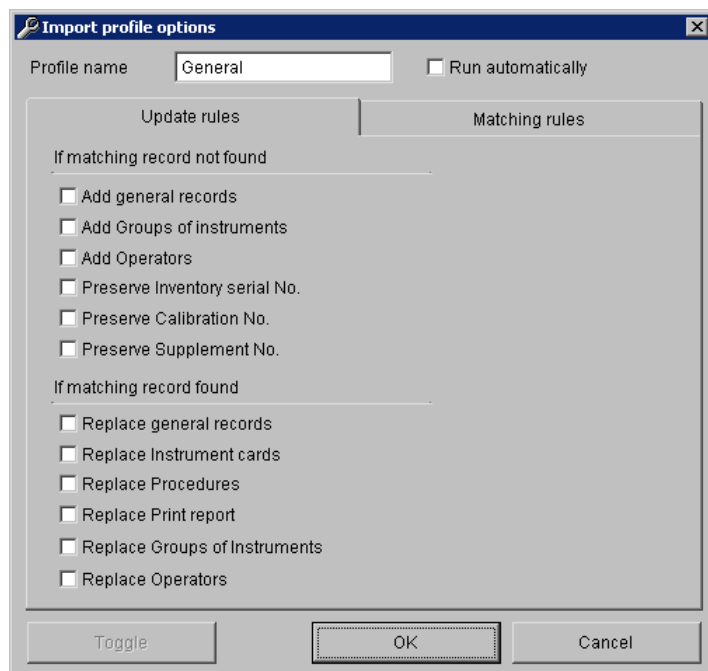 Import profile options
Profile name General Run automatically
Update rules Matching rules
If matching record not found
Add general records
Add Groups of instruments
Add Operators
Preserve Inventory serial No.
Preserve Calibration No.
Preserve Supplement No.
If matching record found
Replace general records
Replace Instrument cards
Replace Procedures
Replace Print report
Replace Groups of Instruments
Replace Operators
Toggle OK Cancel